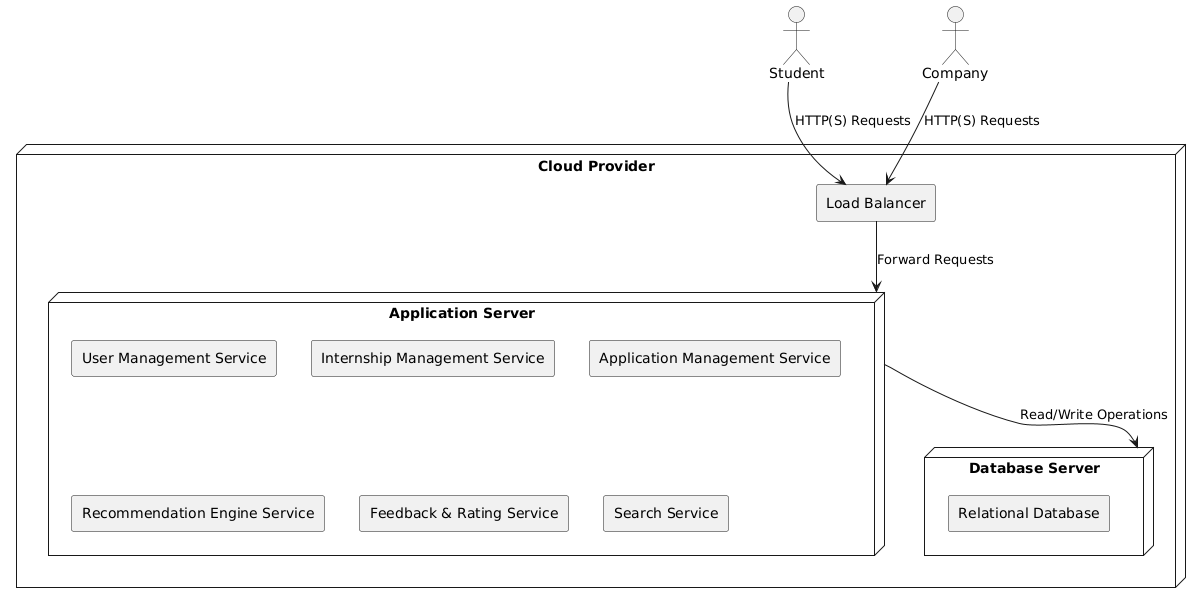 Student
Company
HTTP(S) Requests
HTTP(S) Requests
Cloud Provider
Load Balancer
Forward Requests
Application Server
User Management Service
Internship Management Service
Application Management Service
Read/Write Operations
Database Server
Recommendation Engine Service
Feedback & Rating Service
Search Service
Relational Database